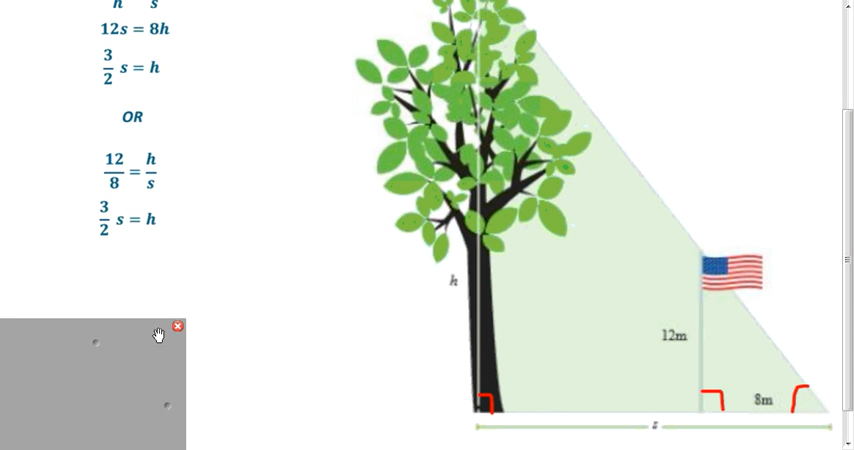 h s
12s = 8h
3/2 s = h
OR
12/8 = h/s
3/2 s = h
h
12m
8m